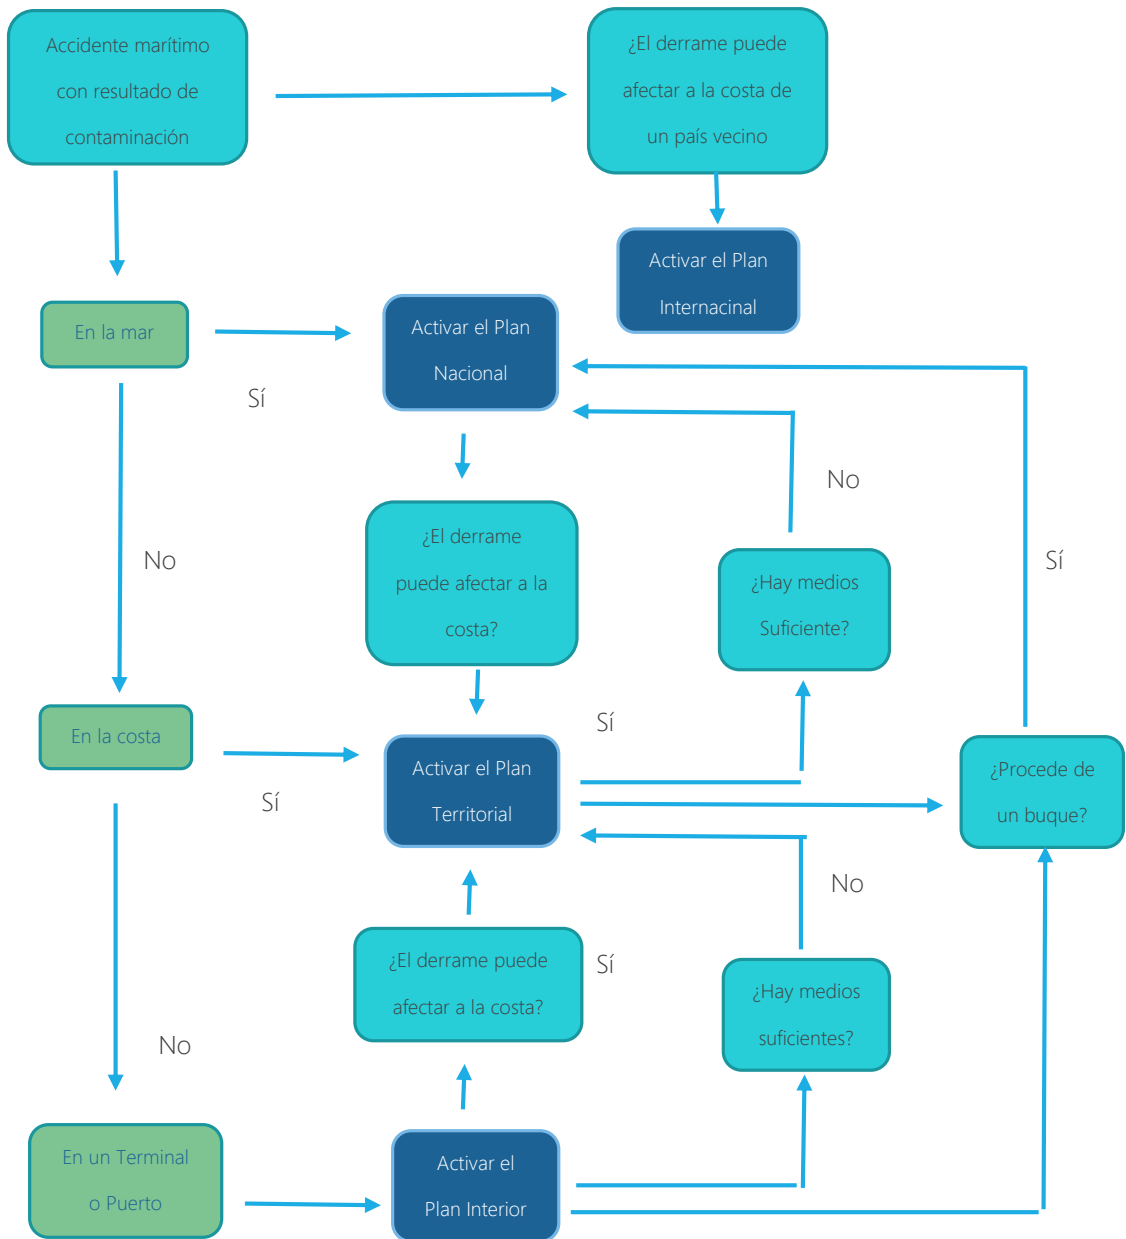 Accidente marítimo
con resultado de
contaminación
¿El derrame puede
afectar a la costa de
un país vecino
Activar el Plan
Internacinal
En la mar
Sí
Activar el Plan
Nacional
No
¿El derrame
puede afectar a la
costa?
¿Hay medios
Suficiente?
No
Sí
En la costa
Sí
Activar el Plan
Territorial
Sí
¿Procede de
un buque?
No
¿El derrame puede
afectar a la costa?
Sí
¿Hay medios
suficientes?
No
En un Terminal
o Puerto
Activar el
Plan Interior